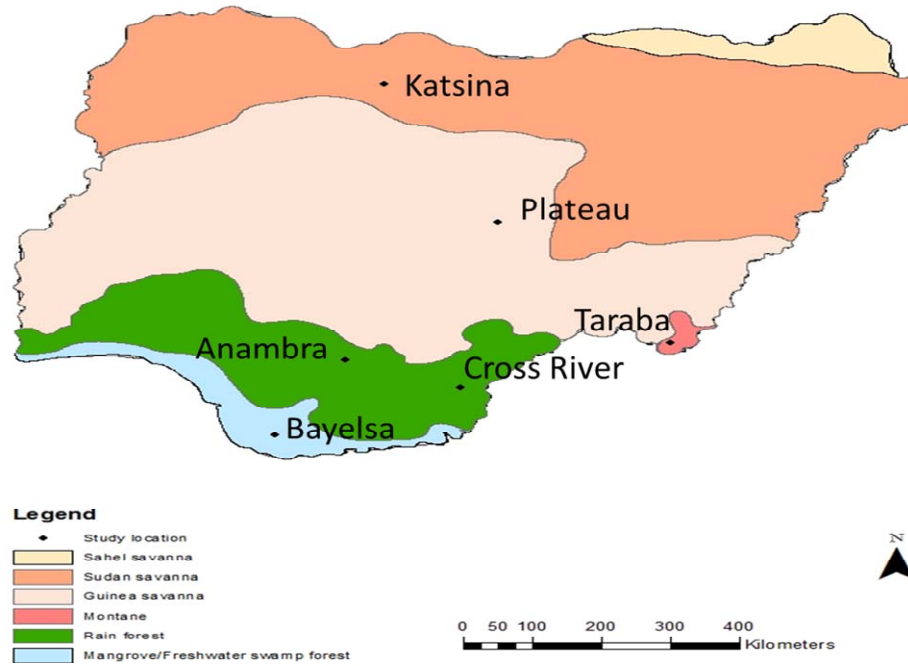 Katsina
Plateau
Taraba
Anambra
Cross River
Bayelsa
Legend
Study location
Sahel savanna
Sudan savanna
Guinea savanna
Montane
Rain forest
Mangrove/Freshwater swamp forest
N
0 50 100 200 300 400
Kilometers